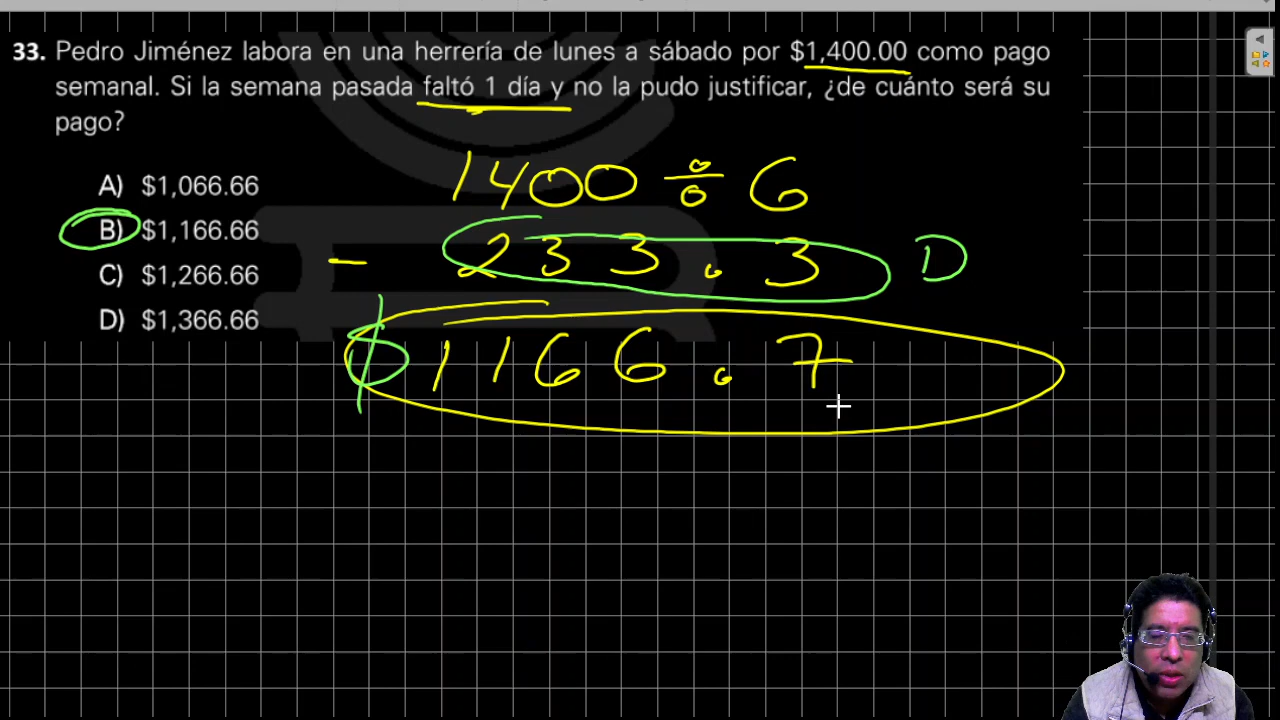 33. Pedro Jiménez labora en una herrería de lunes a sábado por $1,400.00 como pago
semanal. Si la semana pasada faltó 1 día y no la pudo justificar, ¿de cuánto será su
pago?
A) $1,066.66
B) $1,166.66
C) $1,266.66
D) $1,366.66
1400 ÷ 6
- 233.3 D
$ 1166.7